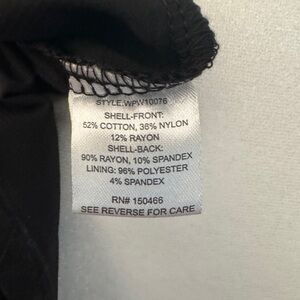 STYLE:WPW10076
SHELL-FRONT:
52% COTTON, 36% NYLON
12% RAYON
SHELL-BACK:
90% RAYON, 10% SPANDEX
LINING: 96% POLYESTER
4% SPANDEX
RN# 150466
SEE REVERSE FOR CARE